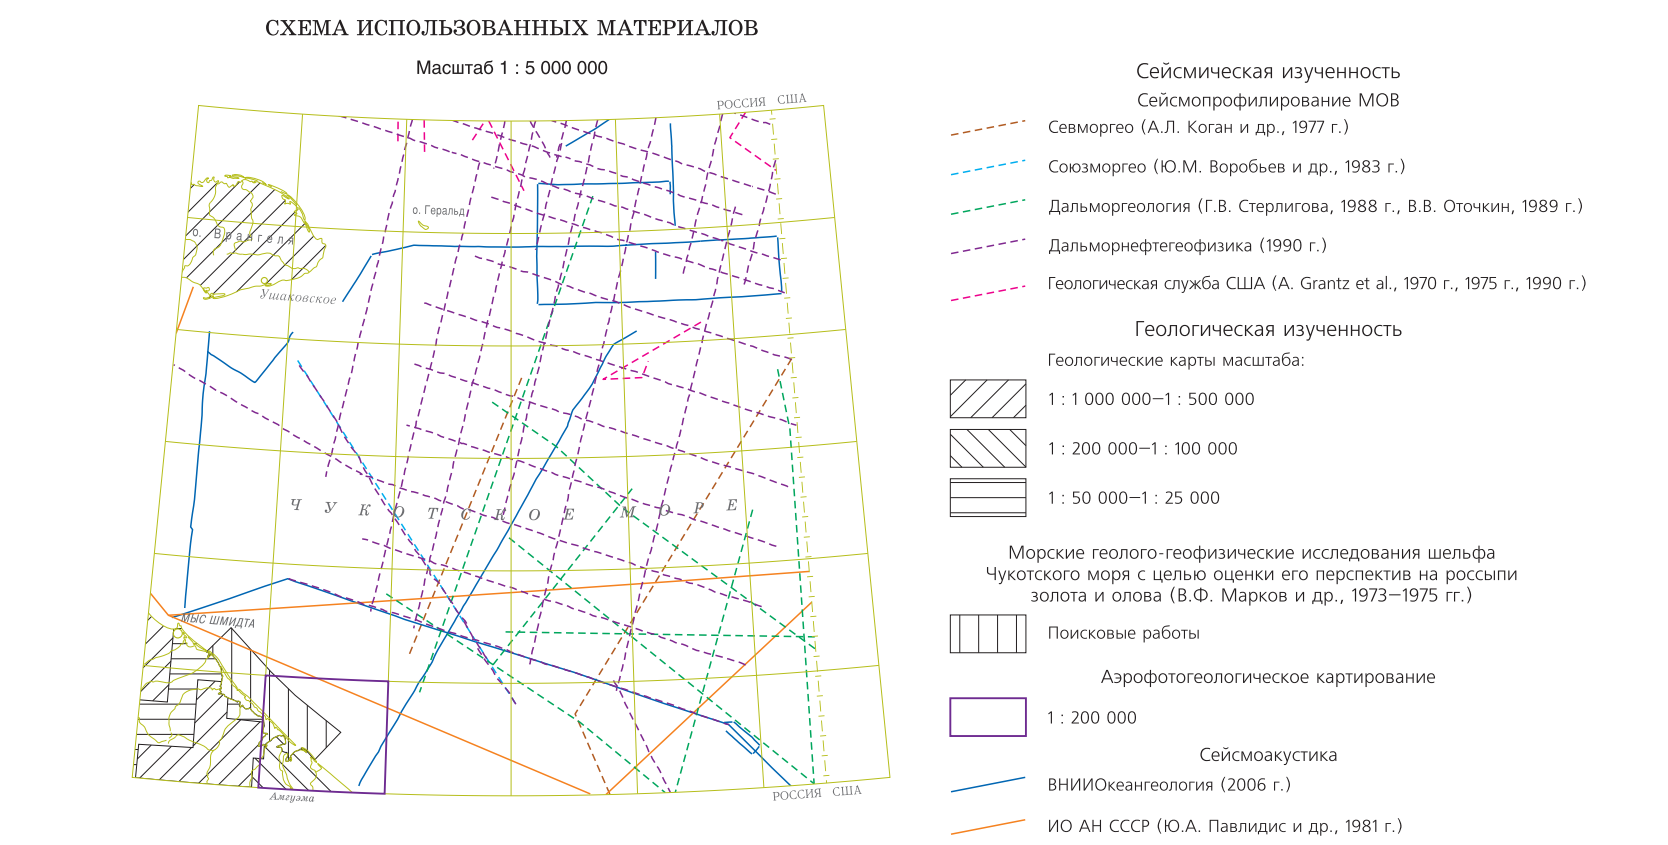 СХЕМА ИСПОЛЬЗОВАННЫХ МАТЕРИАЛОВ
Масштаб 1 : 5 000 000
РОССИЯ США
о. Геральд
о. Врангеля
Ушаковское
ЧУКОТСКОЕ МОРЕ
МЫС ШМИДТА
Амгуэма
РОССИЯ США
Сейсмическая изученность
Сейсмопрофилирование МОВ
Севморгео (А.Л. Коган и др., 1977 г.)
Союзморгео (Ю.М. Воробьев и др., 1983 г.)
Дальморгеология (Г.В. Стерлигова, 1988 г., В.В. Оточкин, 1989 г.)
Дальморнефтегеофизика (1990 г.)
Геологическая служба США (A. Grantz et al., 1970 г., 1975 г., 1990 г.)
Геологическая изученность
Геологические карты масштаба:
1 : 1 000 000—1 : 500 000
1 : 200 000—1 : 100 000
1 : 50 000—1 : 25 000
Морские геолого-геофизические исследования шельфа
Чукотского моря с целью оценки его перспектив на россыпи
золота и олова (В.Ф. Марков и др., 1973—1975 гг.)
Поисковые работы
Аэрофотогеологическое картирование
1 : 200 000
Сейсмоакустика
ВНИИОкеангеология (2006 г.)
ИО АН СССР (Ю.А. Павлидис и др., 1981 г.)